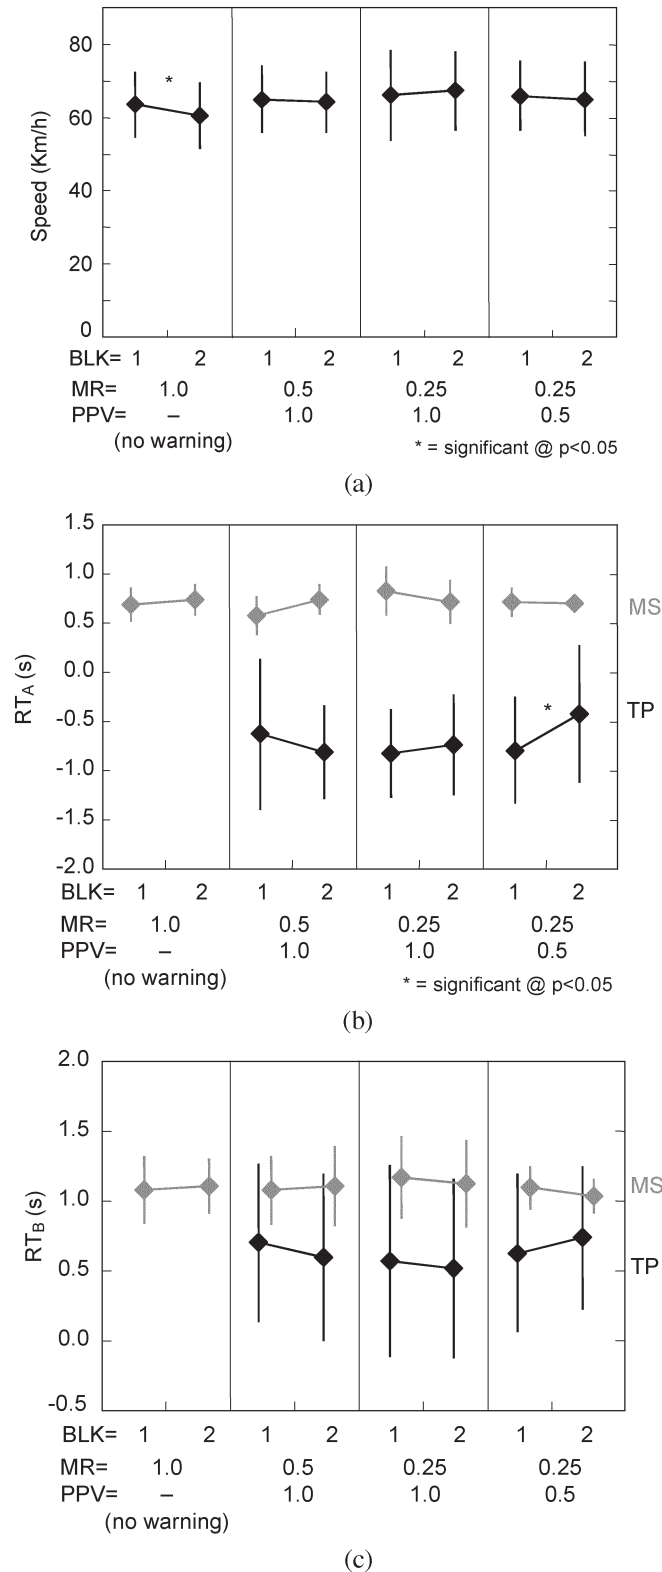 80
60
40
20
0
Speed (Km/h)
*
BLK= 1 2 1 2 1 2 1 2
MR= 1.0 0.5 0.25 0.25
PPV= – 1.0 1.0 0.5
(no warning)
* = significant @ p<0.05
(a)
1.5
1.0
0.5
0.0
-0.5
-1.0
-1.5
-2.0
RTA (s)
MS
TP
*
BLK= 1 2 1 2 1 2 1 2
MR= 1.0 0.5 0.25 0.25
PPV= – 1.0 1.0 0.5
(no warning)
* = significant @ p<0.05
(b)
2.0
1.5
1.0
0.5
0.0
-0.5
RTB (s)
MS
TP
BLK= 1 2 1 2 1 2 1 2
MR= 1.0 0.5 0.25 0.25
PPV= – 1.0 1.0 0.5
(no warning)
(c)